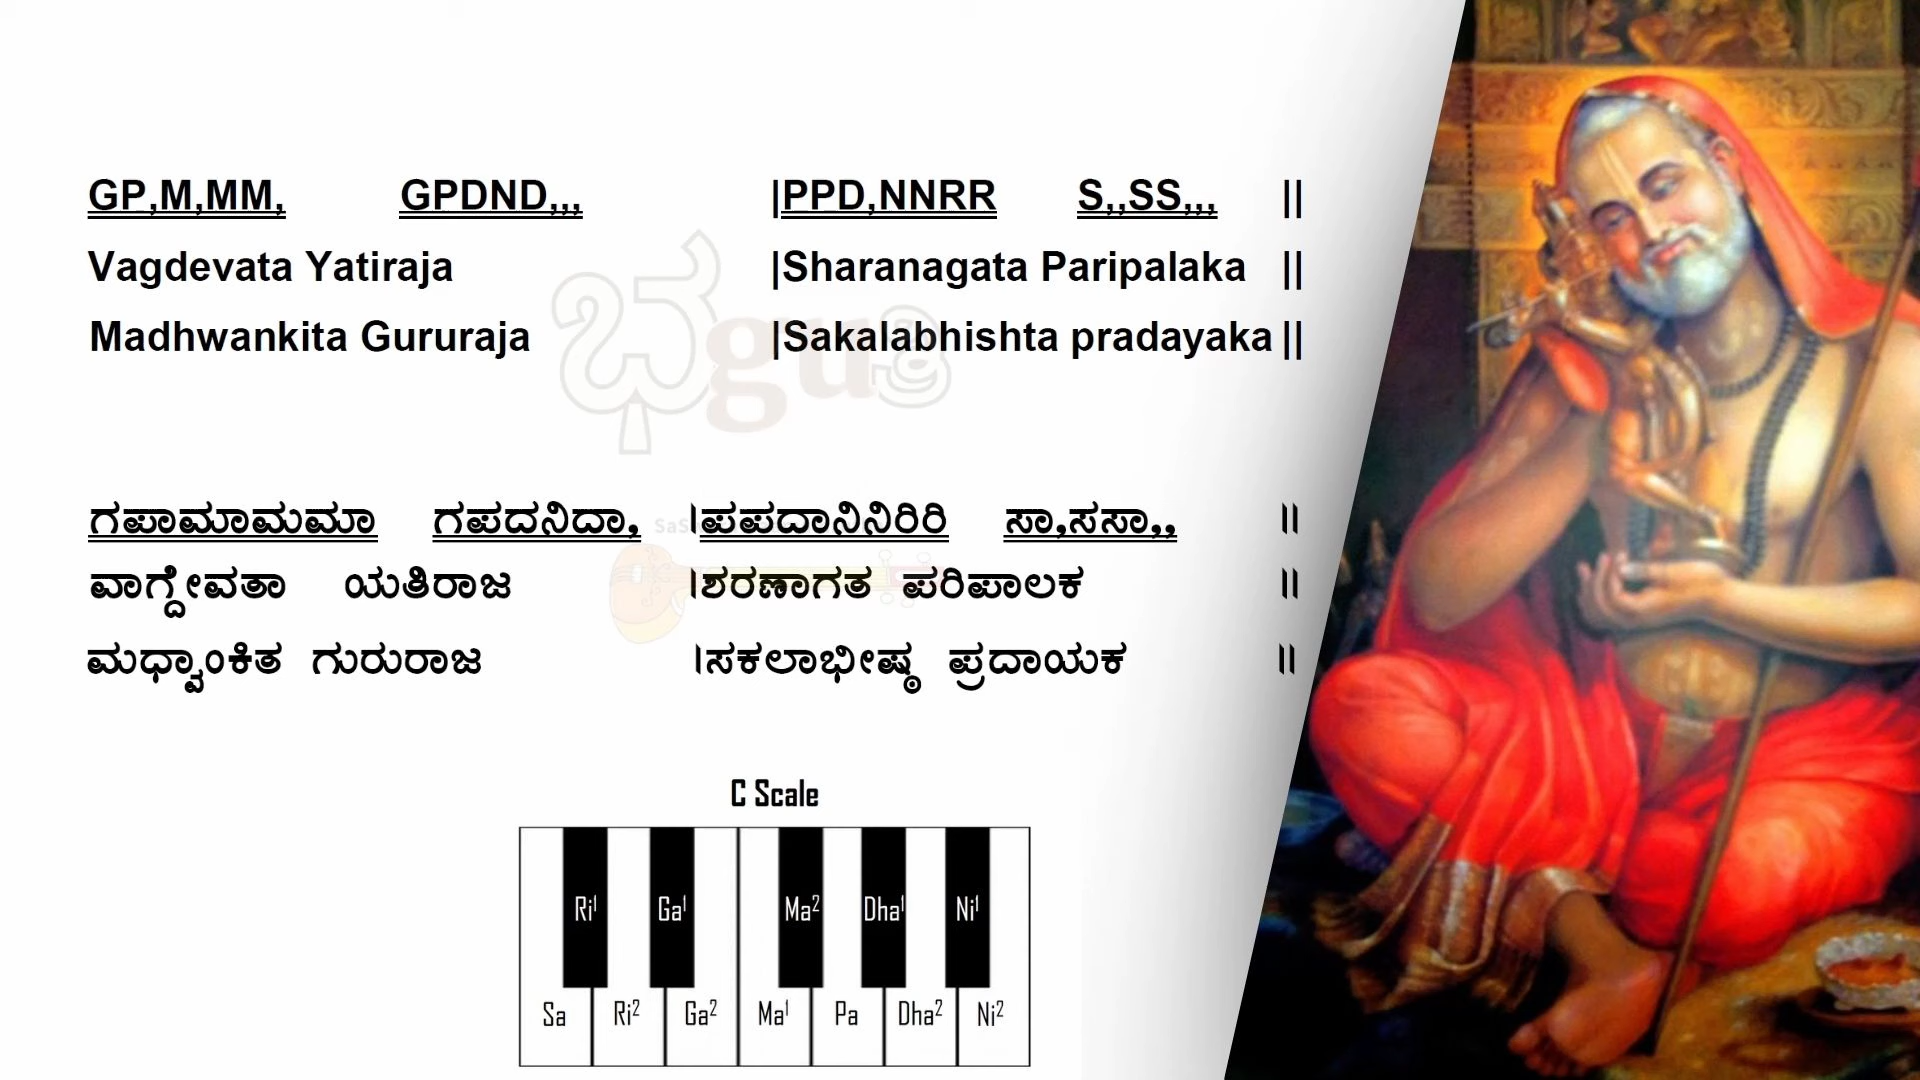 GP,M,MM, GPDND,,, |PPD,NNRR S,,SS,,, ||
Vagdevata Yatiraja |Sharanagata Paripalaka ||
Madhwankita Gururaja |Sakalabhishta pradayaka ||
ಭguತಿ
ಗಪಾಮಾಮಮಾ ಗಪದನಿದಾ, ।ಪಪದಾನಿನಿರಿರಿ ಸಾ,ಸಸಾ,, ॥
ವಾಗ್ದೇವತಾ ಯತಿರಾಜ ।ಶರಣಾಗತ ಪರಿಪಾಲಕ ॥
ಮಧ್ವಾಂಕಿತ ಗುರುರಾಜ ।ಸಕಲಾಭೀಷ್ಠ ಪ್ರದಾಯಕ ॥
C Scale
Ri¹ Ga¹ Ma² Dha¹ Ni¹
Sa Ri² Ga² Ma¹ Pa Dha² Ni²